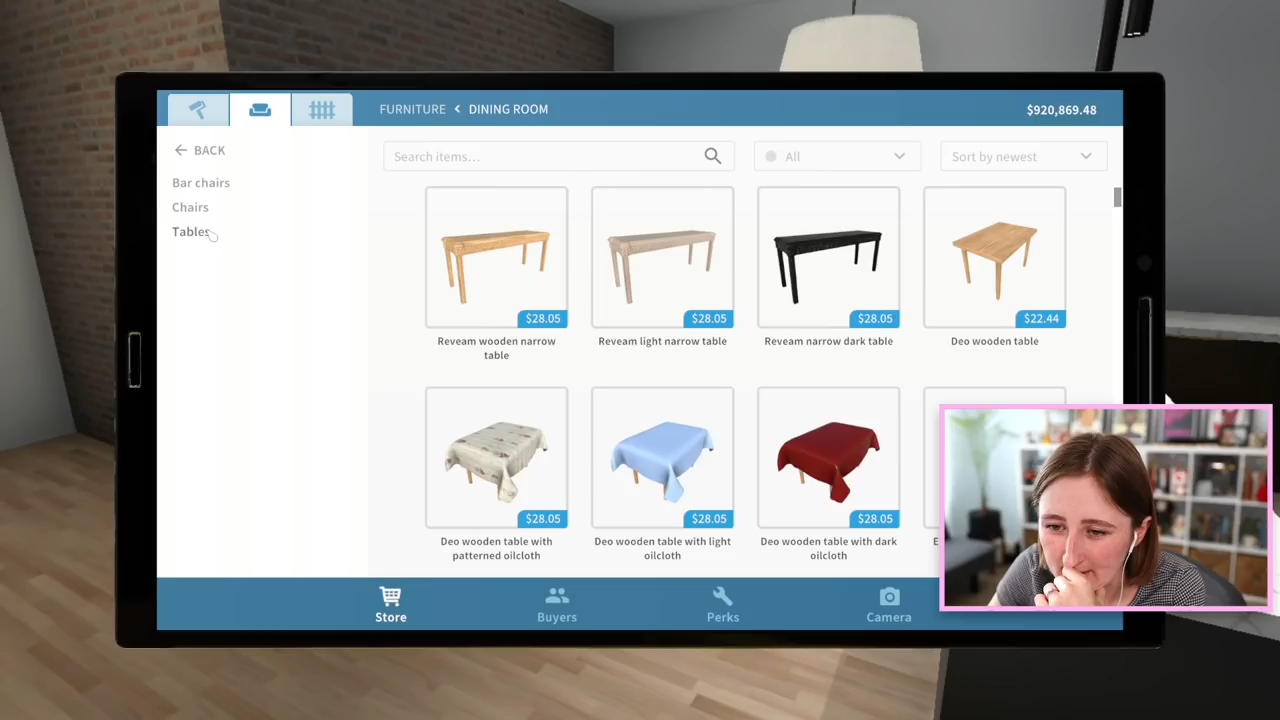 FURNITURE < DINING ROOM
$920,869.48
BACK
Search items...
All
Sort by newest
Bar chairs
Chairs
Tables
$28.05
$28.05
$28.05
$22.44
Reveam wooden narrow
table
Reveam light narrow table
Reveam narrow dark table
Deo wooden table
$28.05
$28.05
$28.05
Deo wooden table with
patterned oilcloth
Deo wooden table with light
oilcloth
Deo wooden table with dark
oilcloth
Store
Buyers
Perks
Camera